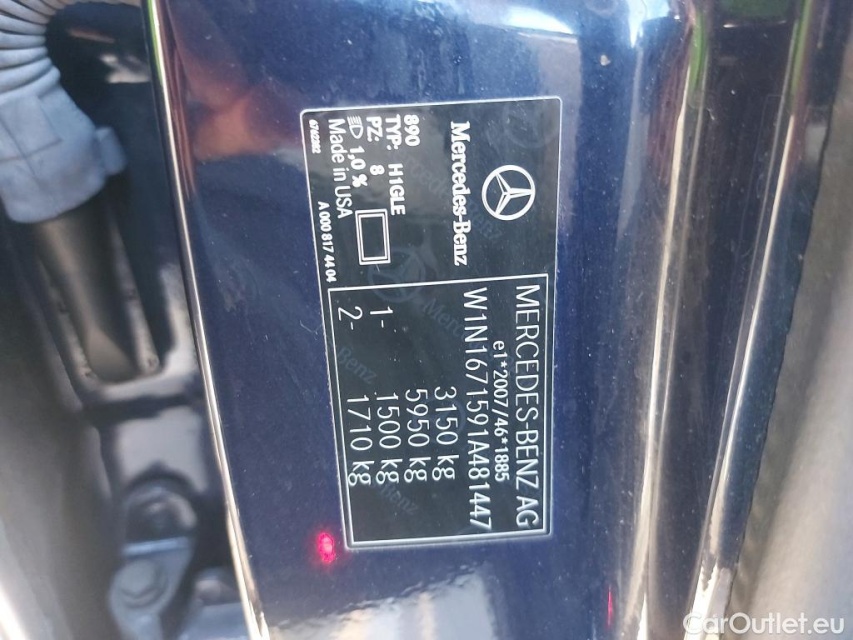 Mercedes-Benz
890
TYP: H1GLE
PZ: 8
1,0 %
Made in USA
A 000 817 44 04
MERCEDES-BENZ AG
e1*2007/46*1885
W1N1671591A481447
3150 kg
5950 kg
1- 1500 kg
2- 1710 kg
CarOutlet.eu